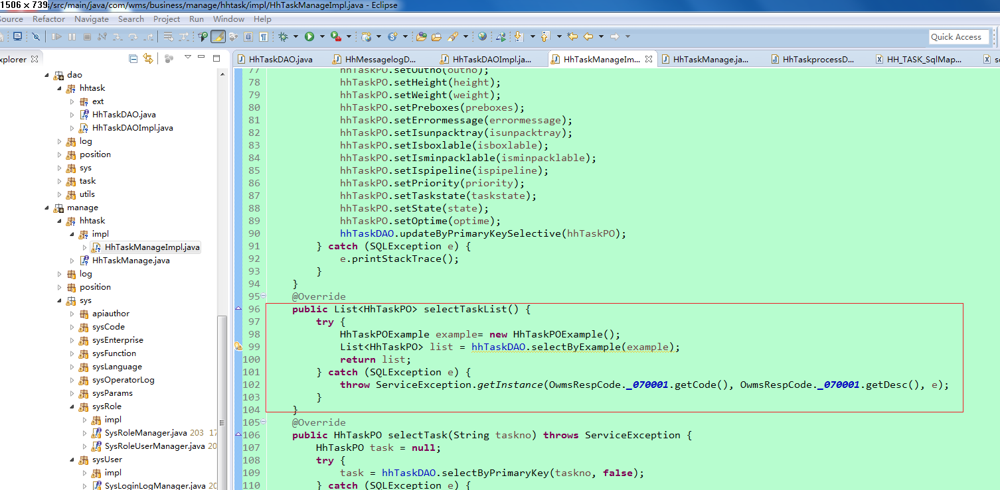 1506 × 739
s/src/main/java/com/wms/business/manage/hhtask/impl/HhTaskManageImpl.java - Eclipse
Source Refactor Navigate Search Project Run Window Help
Quick Access
xplorer
HhTaskDAO.java HhMessagelogD... HhTaskDAOImpl.ja... HhTaskManageIm... HhTaskManage.ja... HhTaskprocessD... HH_TASK_SqlMap...
dao
hhtask
ext
HhTaskDAO.java
HhTaskDAOImpl.java
log
position
sys
task
utils
manage
hhtask
impl
HhTaskManageImpl.java
HhTaskManage.java
log
position
sys
apiauthor
sysCode
sysEnterprise
sysFunction
sysLanguage
sysOperatorLog
sysParams
sysRole
impl
SysRoleManager.java 203 17
SysRoleUserManager.java 20
sysUser
impl
SysLoginLogManager.java 20
77 hhTaskPO.setOutno(outno);
78 hhTaskPO.setHeight(height);
79 hhTaskPO.setWeight(weight);
80 hhTaskPO.setPreboxes(preboxes);
81 hhTaskPO.setErrormessage(errormessage);
82 hhTaskPO.setIsunpacktray(isunpacktray);
83 hhTaskPO.setIsboxlable(isboxlable);
84 hhTaskPO.setIsminpacklable(isminpacklable);
85 hhTaskPO.setIspipeline(ispipeline);
86 hhTaskPO.setPriority(priority);
87 hhTaskPO.setTaskstate(taskstate);
88 hhTaskPO.setState(state);
89 hhTaskPO.setOptime(optime);
90 hhTaskDAO.updateByPrimaryKeySelective(hhTaskPO);
91 } catch (SQLException e) {
92 e.printStackTrace();
93 }
94 }
95 @Override
96 public List<HhTaskPO> selectTaskList() {
97 try {
98 HhTaskPOExample example= new HhTaskPOExample();
99 List<HhTaskPO> list = hhTaskDAO.selectByExample(example);
100 return list;
101 } catch (SQLException e) {
102 throw ServiceException.getInstance(OwmsRespCode._070001.getCode(), OwmsRespCode._070001.getDesc(), e);
103 }
104 }
105 @Override
106 public HhTaskPO selectTask(String taskno) throws ServiceException {
107 HhTaskPO task = null;
108 try {
109 task = hhTaskDAO.selectByPrimaryKey(taskno, false);
110 } catch (SQLException e) {